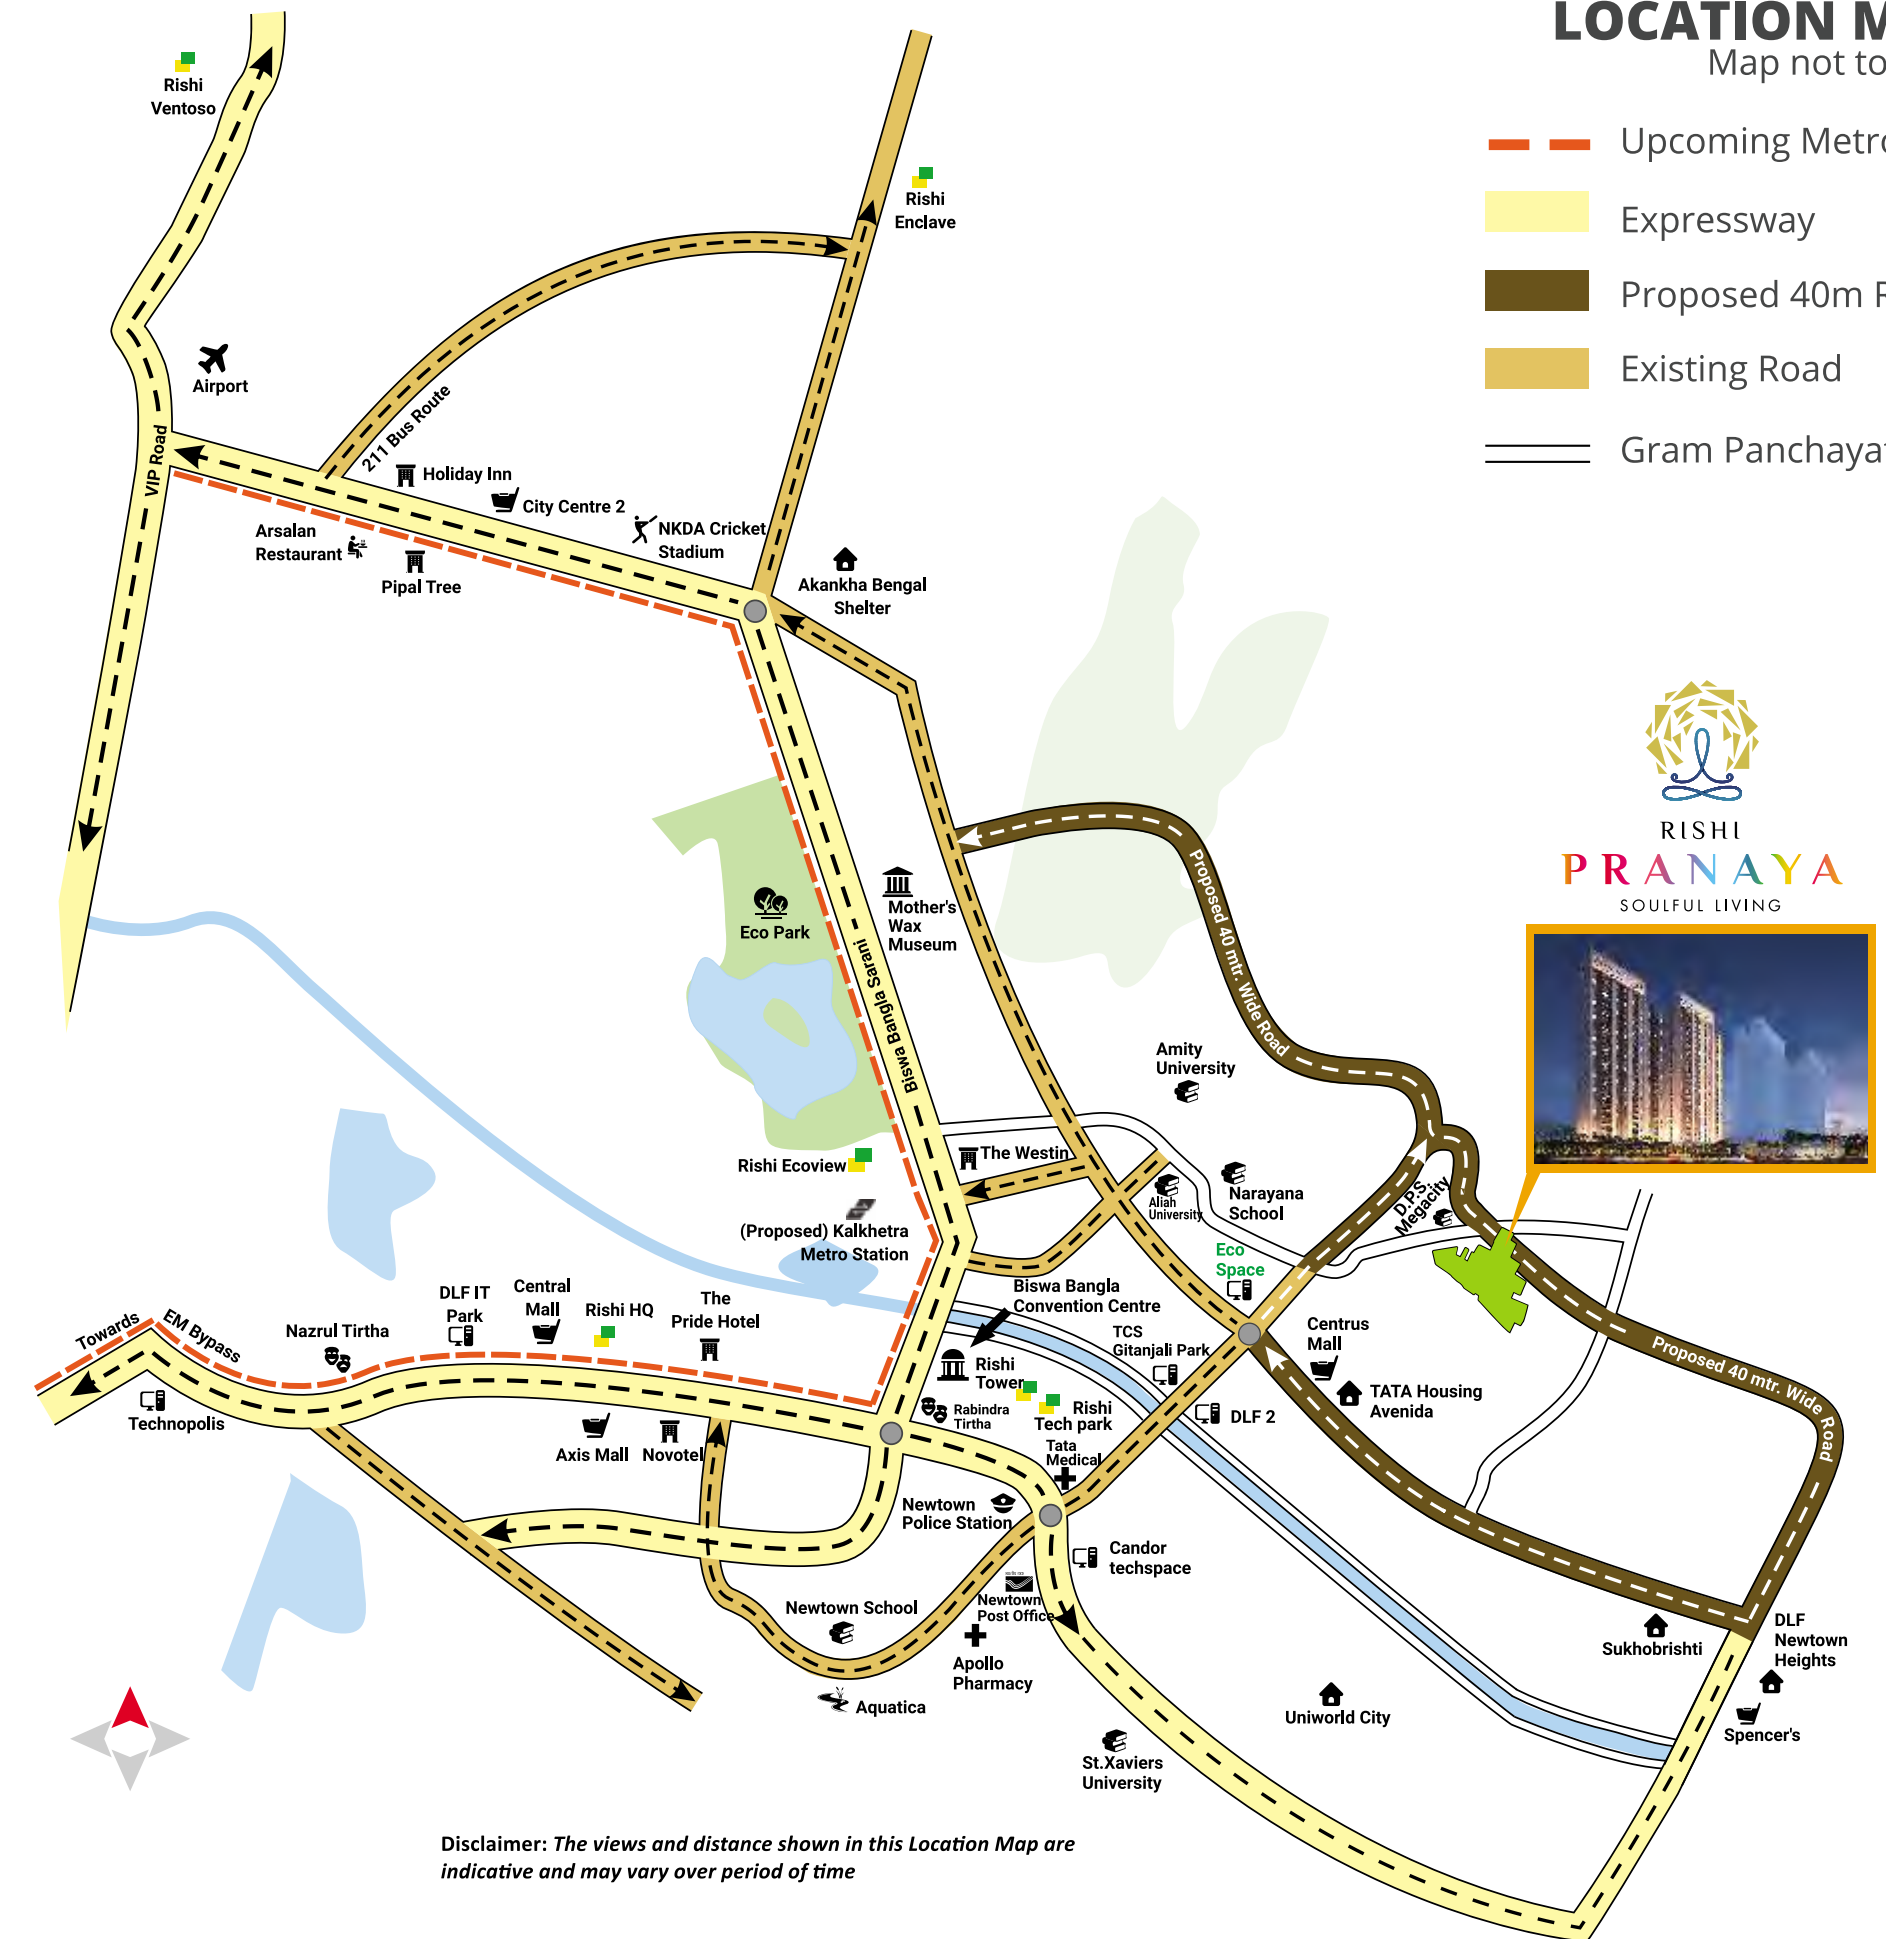 LOCATION M
Map not to
Upcoming Metro
Expressway
Proposed 40m R
Existing Road
Gram Panchayat
Rishi
Ventoso
Rishi
Enclave
Airport
VIP Road
211 Bus Route
Holiday Inn
City Centre 2
NKDA Cricket
Stadium
Arsalan
Restaurant
Pipal Tree
Akankha Bengal
Shelter
RISHI
PRANAYA
SOULFUL LIVING
Eco Park
Mother's
Wax
Museum
Biswa Bangla Sarani
Proposed 40 mtr. Wide Road
Amity
University
Rishi Ecoview
The Westin
Aliah
University
Narayana
School
D.P.S.
Megacity
(Proposed) Kalkhetra
Metro Station
Eco
Space
Biswa Bangla
Convention Centre
Towards
EM Bypass
Nazrul Tirtha
DLF IT
Park
Central
Mall
Rishi HQ
The
Pride Hotel
TCS
Gitanjali Park
Centrus
Mall
Rishi
Tower
TATA Housing
Avenida
Proposed 40 mtr. Wide Road
Technopolis
Axis Mall
Novotel
Rabindra
Tirtha
Rishi
Tech park
DLF 2
Tata
Medical
Newtown
Police Station
Candor
techspace
Newtown
Post Office
Newtown School
Apollo
Pharmacy
Aquatica
Sukhobrishti
DLF
Newtown
Heights
Spencer's
Uniworld City
St.Xaviers
University
Disclaimer: The views and distance shown in this Location Map are
indicative and may vary over period of time